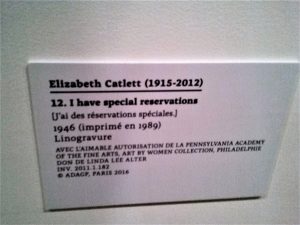 Elizabeth Catlett (1915-2012)
12. I have special reservations
[J'ai des réservations spéciales.]
1946 (imprimé en 1989)
Linogravure
AVEC L'AIMABLE AUTORISATION DE LA PENNSYLVANIA ACADEMY
OF THE FINE ARTS, ART BY WOMEN COLLECTION, PHILADELPHIE
DON DE LINDA LEE ALTER
INV. 2011.1.182
© ADAGP, PARIS 2016